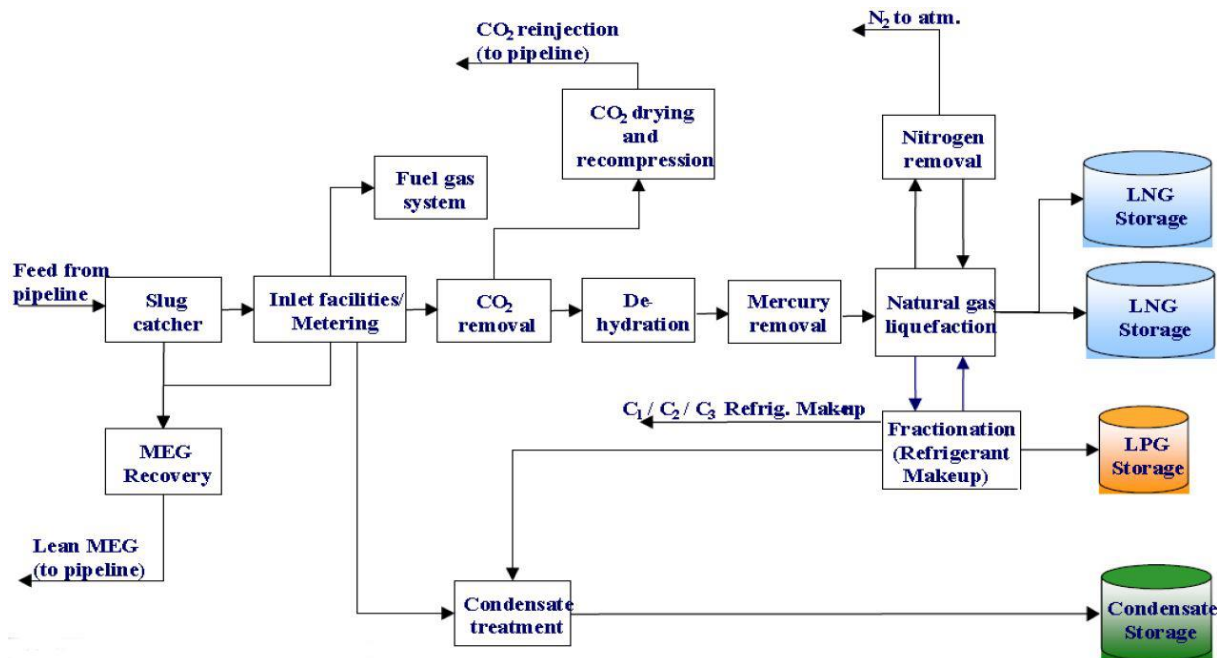 CO₂ reinjection
(to pipeline)
N₂ to atm.
CO₂ drying
and
recompression
Nitrogen
removal
Fuel gas
system
LNG
Storage
Feed from
pipeline
Slug
catcher
Inlet facilities/
Metering
CO₂
removal
De-
hydration
Mercury
removal
Natural gas
liquefaction
LNG
Storage
C₁ / C₂ / C₃ Refrig. Makeup
MEG
Recovery
Fractionation
(Refrigerant
Makeup)
LPG
Storage
Lean MEG
(to pipeline)
Condensate
treatment
Condensate
Storage